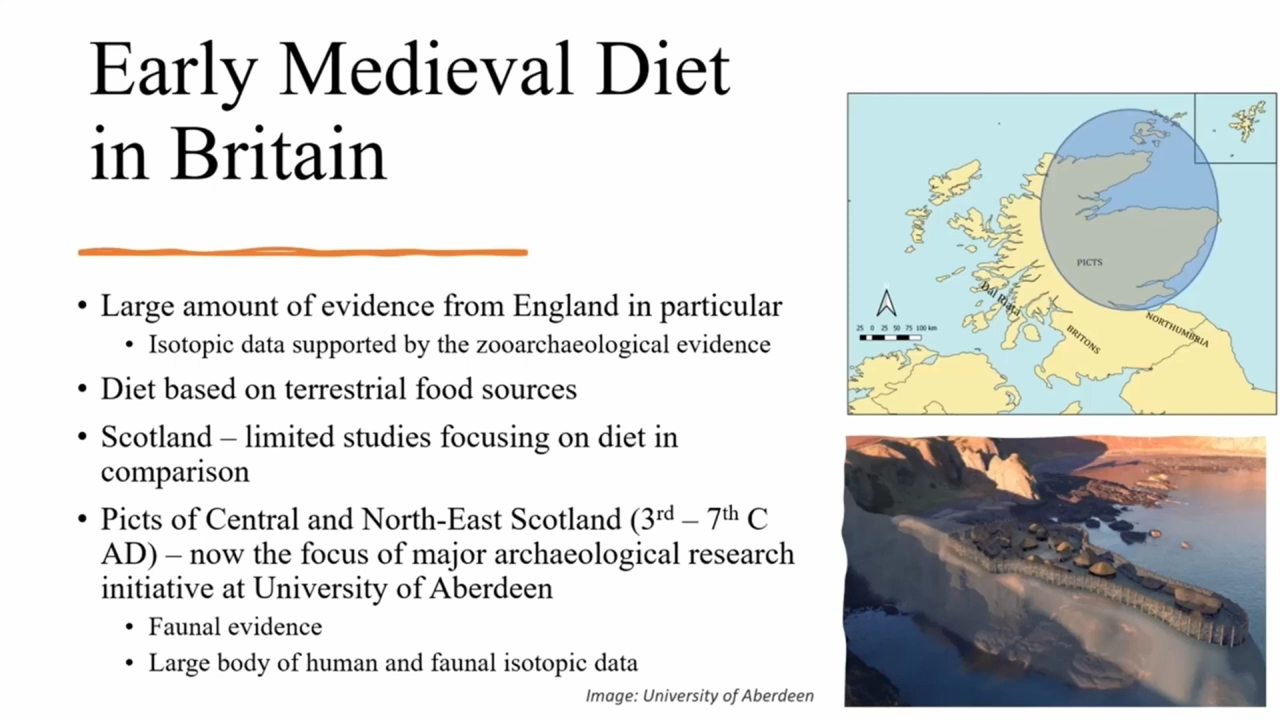 Early Medieval Diet
in Britain
• Large amount of evidence from England in particular
• Isotopic data supported by the zooarchaeological evidence
• Diet based on terrestrial food sources
• Scotland – limited studies focusing on diet in
comparison
• Picts of Central and North-East Scotland (3rd – 7th C
AD) – now the focus of major archaeological research
initiative at University of Aberdeen
• Faunal evidence
• Large body of human and faunal isotopic data
Image: University of Aberdeen
PICTS
Dál Riata
BRITONS
NORTHUMBRIA
25 0 25 50 75 100 km